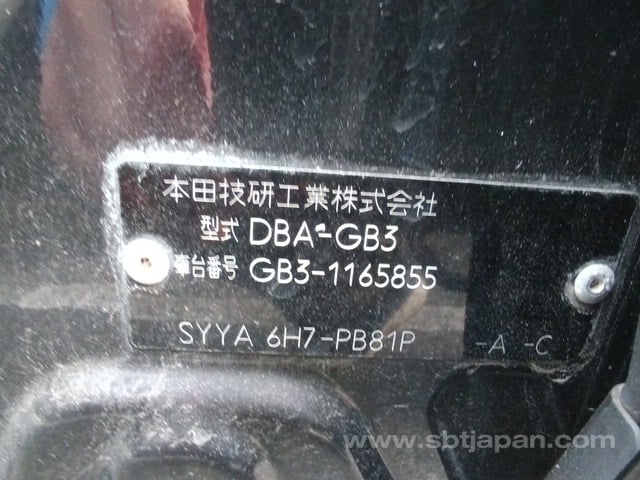 本田技研工業株式会社
型式 DBA-GB3
車台番号 GB3-1165855
SYYA 6H7-PB81P -A -C
www.sbtjapan.com